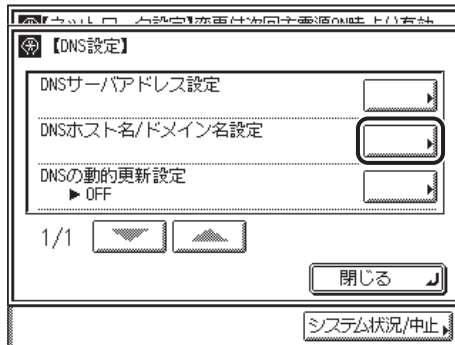 【DNS設定】
DNSサーバアドレス設定
DNSホスト名/ドメイン名設定
DNSの動的更新設定
▶ OFF
1/1
閉じる
システム状況/中止